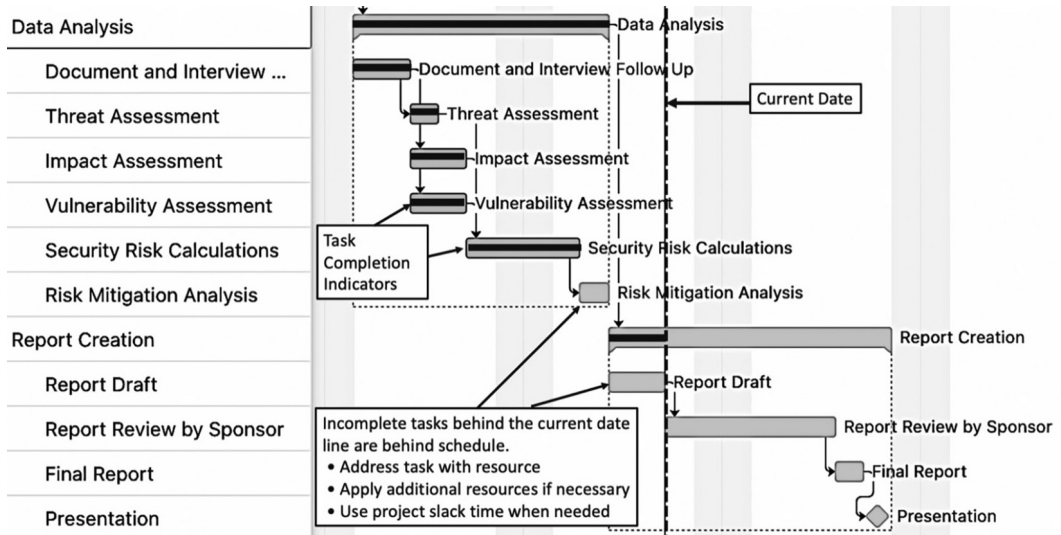 Data Analysis
Data Analysis
Document and Interview ...
Document and Interview Follow Up
Current Date
Threat Assessment
Threat Assessment
Impact Assessment
Impact Assessment
Vulnerability Assessment
Vulnerability Assessment
Task
Completion
Indicators
Security Risk Calculations
Security Risk Calculations
Risk Mitigation Analysis
Risk Mitigation Analysis
Report Creation
Report Creation
Report Draft
Report Draft
Incomplete tasks behind the current date
line are behind schedule.
• Address task with resource
• Apply additional resources if necessary
• Use project slack time when needed
Report Review by Sponsor
Report Review by Sponsor
Final Report
Final Report
Presentation
Presentation